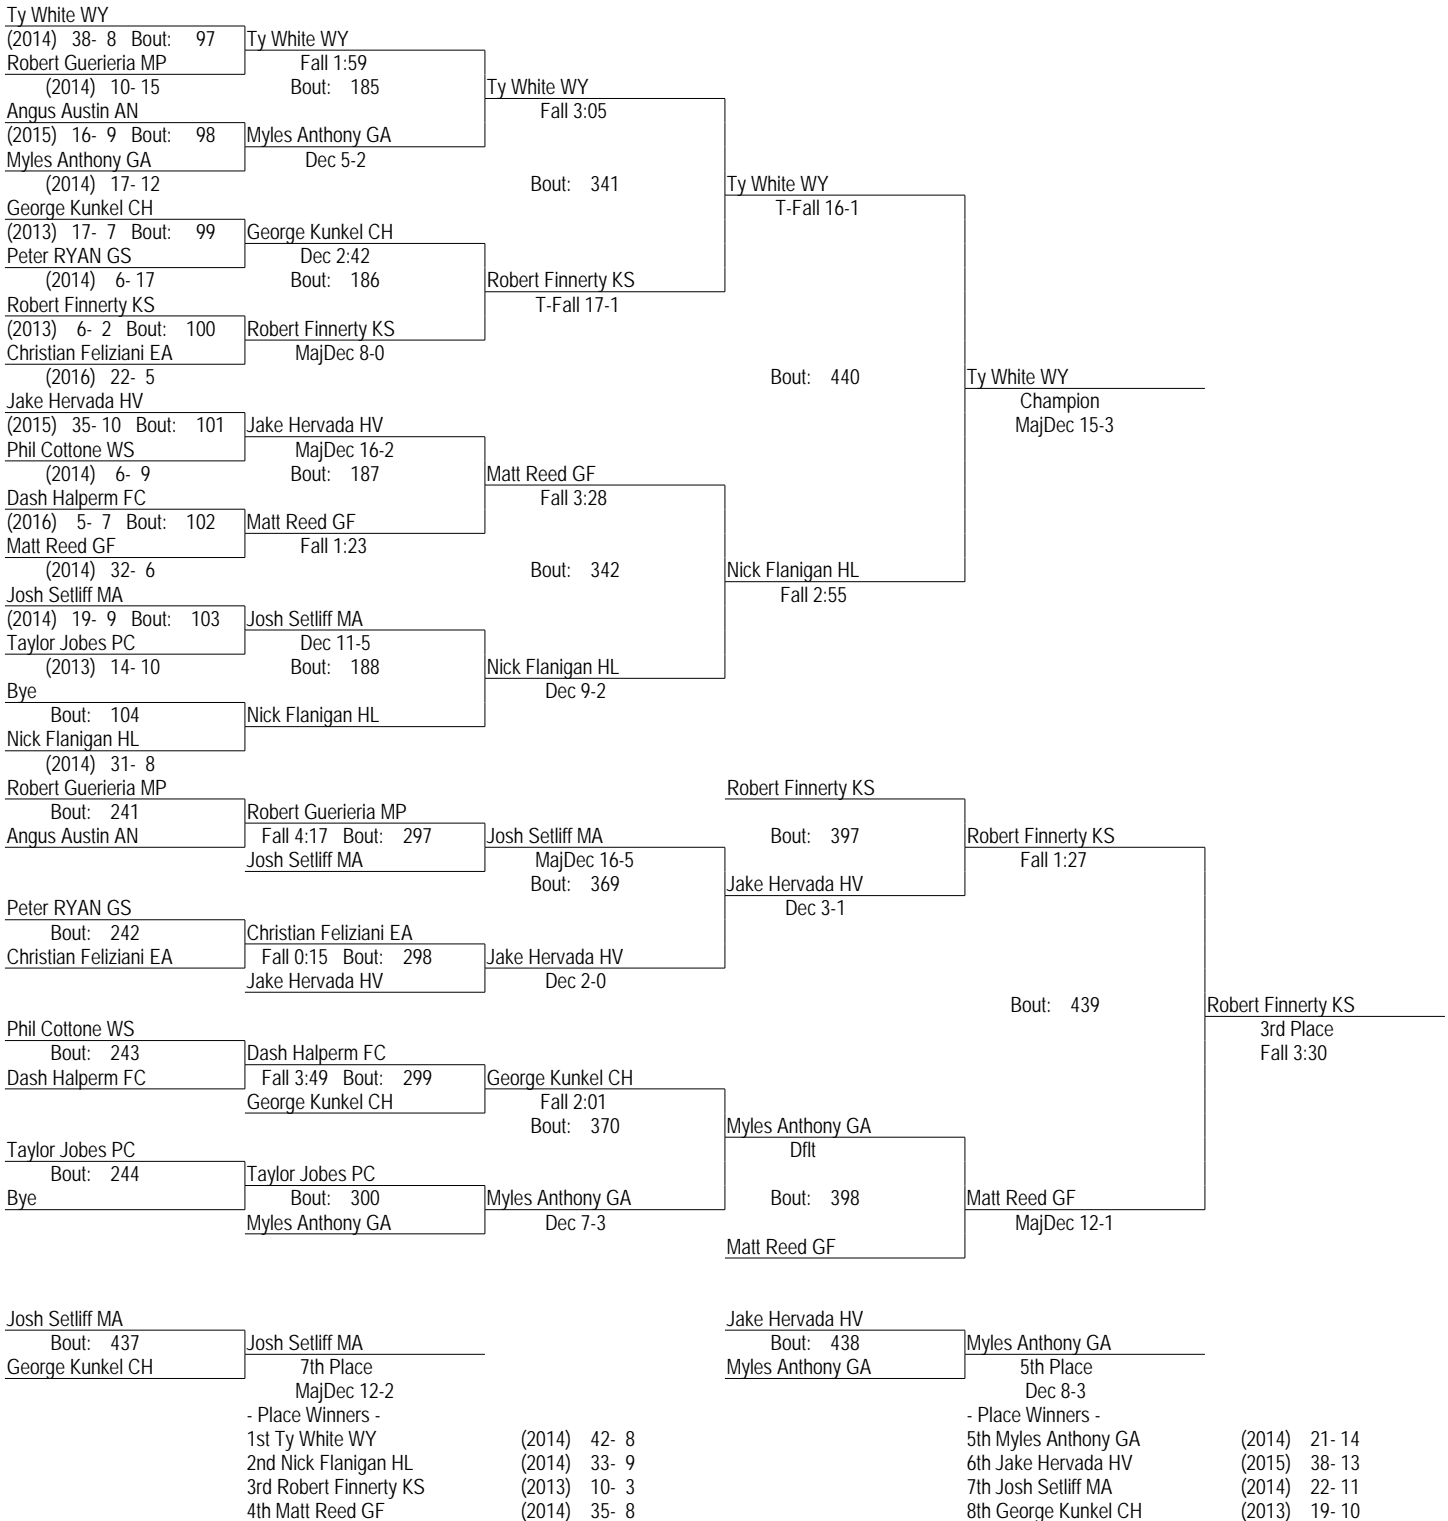 Ty White WY
(2014) 38- 8 Bout: 97 Ty White WY
Robert Guerieria MP Fall 1:59
(2014) 10- 15 Bout: 185 Ty White WY
Angus Austin AN Fall 3:05
(2015) 16- 9 Bout: 98 Myles Anthony GA
Myles Anthony GA Dec 5-2
(2014) 17- 12 Bout: 341 Ty White WY
George Kunkel CH T-Fall 16-1
(2013) 17- 7 Bout: 99 George Kunkel CH
Peter RYAN GS Dec 2:42
(2014) 6- 17 Bout: 186 Robert Finnerty KS
Robert Finnerty KS T-Fall 17-1
(2013) 6- 2 Bout: 100 Robert Finnerty KS
Christian Feliziani EA MajDec 8-0
(2016) 22- 5 Bout: 440 Ty White WY
Jake Hervada HV Champion
(2015) 35- 10 Bout: 101 Jake Hervada HV MajDec 15-3
Phil Cottone WS MajDec 16-2
(2014) 6- 9 Bout: 187 Matt Reed GF
Dash Halperm FC Fall 3:28
(2016) 5- 7 Bout: 102 Matt Reed GF
Matt Reed GF Fall 1:23
(2014) 32- 6 Bout: 342 Nick Flanigan HL
Josh Setliff MA Fall 2:55
(2014) 19- 9 Bout: 103 Josh Setliff MA
Taylor Jobes PC Dec 11-5
(2013) 14- 10 Bout: 188 Nick Flanigan HL
Bye Dec 9-2
Bout: 104 Nick Flanigan HL
Nick Flanigan HL
(2014) 31- 8
Robert Guerieria MP Robert Finnerty KS
Bout: 241 Robert Guerieria MP
Angus Austin AN Fall 4:17 Bout: 297 Josh Setliff MA Bout: 397 Robert Finnerty KS
Josh Setliff MA MajDec 16-5 Fall 1:27
Bout: 369 Jake Hervada HV
Peter RYAN GS Dec 3-1
Bout: 242 Christian Feliziani EA
Christian Feliziani EA Fall 0:15 Bout: 298 Jake Hervada HV
Jake Hervada HV Dec 2-0
Bout: 439 Robert Finnerty KS
Phil Cottone WS 3rd Place
Bout: 243 Dash Halperm FC Fall 3:30
Dash Halperm FC Fall 3:49 Bout: 299 George Kunkel CH
George Kunkel CH Fall 2:01
Bout: 370 Myles Anthony GA
Taylor Jobes PC Dflt
Bout: 244 Taylor Jobes PC
Bye Bout: 300 Myles Anthony GA Bout: 398 Matt Reed GF
Myles Anthony GA Dec 7-3 MajDec 12-1
Matt Reed GF
Josh Setliff MA Jake Hervada HV
Bout: 437 Josh Setliff MA Bout: 438 Myles Anthony GA
George Kunkel CH 7th Place Myles Anthony GA 5th Place
MajDec 12-2 Dec 8-3
- Place Winners - - Place Winners -
1st Ty White WY (2014) 42- 8 5th Myles Anthony GA (2014) 21- 14
2nd Nick Flanigan HL (2014) 33- 9 6th Jake Hervada HV (2015) 38- 13
3rd Robert Finnerty KS (2013) 10- 3 7th Josh Setliff MA (2014) 22- 11
4th Matt Reed GF (2014) 35- 8 8th George Kunkel CH (2013) 19- 10